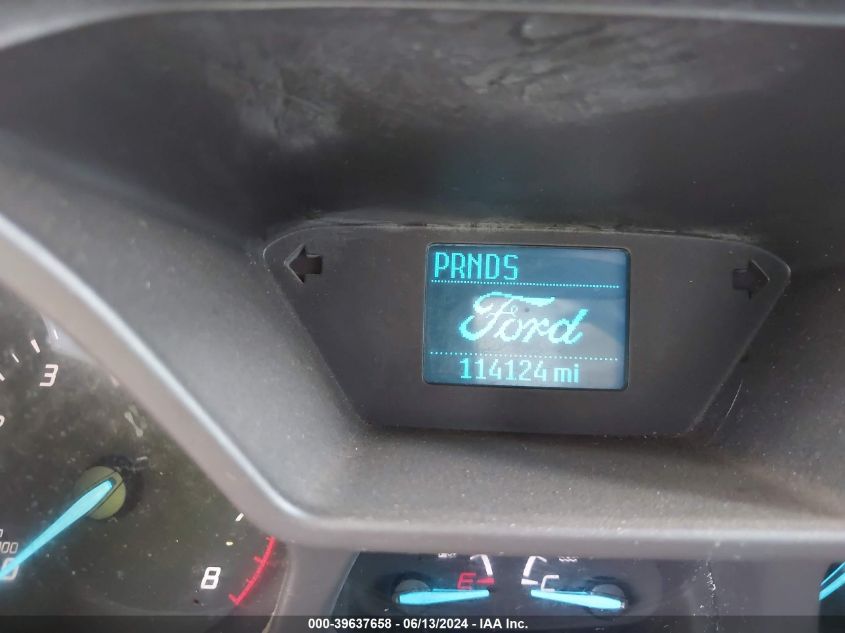 PRNDS
Ford
114124 mi
3
8
E
C
000-39637658 - 06/13/2024 - IAA Inc.